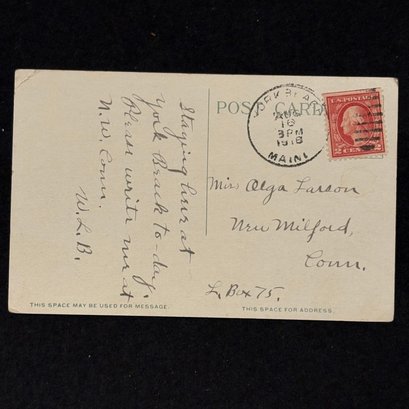 POST CARD
Staying here at
York Beach to-day.
Please write me at
N.W. Conn.
W.L.B.
YORK BEACH
AUG
16
3 PM
1918
MAINE
U.S. POSTAGE
2 CENTS 2
Miss Olga Larson
New Milford,
Conn.
L. Box 75.
THIS SPACE MAY BE USED FOR MESSAGE.
THIS SPACE FOR ADDRESS.